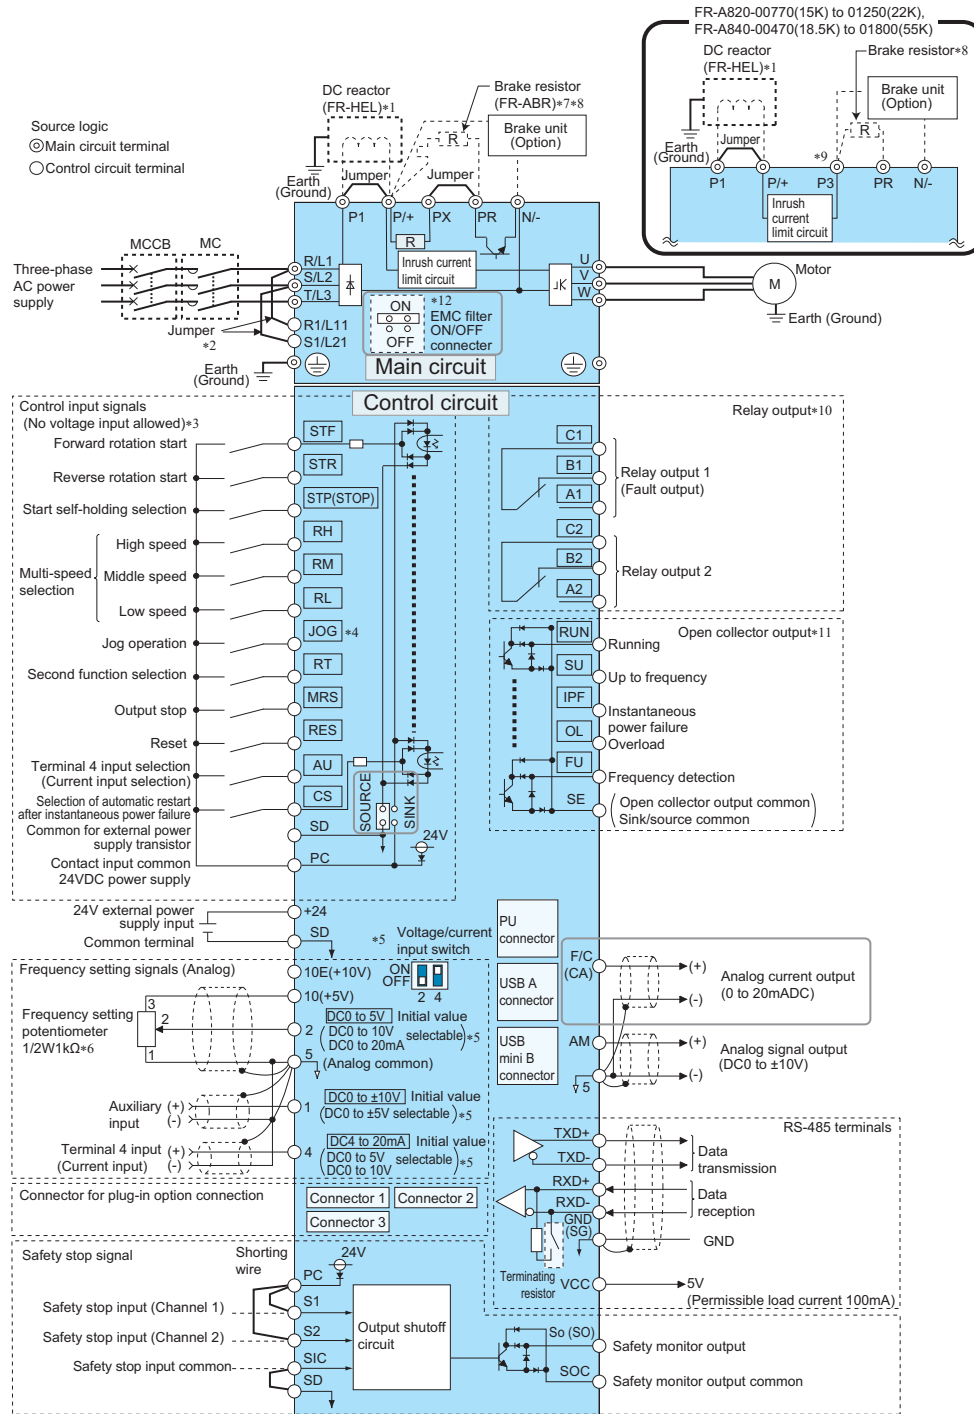 FR-A820-00770(15K) to 01250(22K),
FR-A840-00470(18.5K) to 01800(55K)
DC reactor
(FR-HEL)*1
Brake resistor*8
Brake unit
(Option)
R
Earth
(Ground)
Jumper
*9
P1
P/+
P3
PR
N/-
Inrush
current
limit circuit
Source logic
Main circuit terminal
Control circuit terminal
DC reactor
(FR-HEL)*1
Brake resistor
(FR-ABR)*7*8
Brake unit
(Option)
R
Earth
(Ground)
Jumper
Jumper
P1
P/+
PX
PR
N/-
R
Inrush current
limit circuit
MCCB
MC
Three-phase
AC power
supply
R/L1
S/L2
T/L3
R1/L11
S1/L21
Jumper
*2
Earth
(Ground)
ON
OFF
*12
EMC filter
ON/OFF
connecter
U
V
W
Motor
M
Earth (Ground)
Main circuit
Control circuit
Control input signals
(No voltage input allowed)*3
Forward rotation start
STF
Reverse rotation start
STR
Start self-holding selection
STP(STOP)
Multi-speed
selection
High speed
RH
Middle speed
RM
Low speed
RL
Jog operation
JOG *4
Second function selection
RT
Output stop
MRS
Reset
RES
Terminal 4 input selection
(Current input selection)
AU
Selection of automatic restart
after instantaneous power failure
CS
Common for external power
supply transistor
SD
Contact input common
24VDC power supply
PC
SOURCE
SINK
24V
Relay output*10
C1
B1
A1
Relay output 1
(Fault output)
C2
B2
A2
Relay output 2
Open collector output*11
RUN
Running
SU
Up to frequency
IPF
Instantaneous
power failure
OL
Overload
FU
Frequency detection
SE
Open collector output common
Sink/source common
24V external power
supply input
+24
Common terminal
SD
*5
Voltage/current
input switch
ON
OFF
2 4
PU
connector
USB A
connector
USB
mini B
connector
F/C
(CA)
(+)
(-)
Analog current output
(0 to 20mADC)
AM
(+)
(-)
5
Analog signal output
(DC0 to ±10V)
Frequency setting signals (Analog)
10E(+10V)
10(+5V)
Frequency setting
potentiometer
1/2W1kΩ*6
3
2
1
2
DC0 to 5V Initial value
DC0 to 10V
DC0 to 20mA
selectable
*5
5
(Analog common)
Auxiliary
input
(+)
(-)
1
DC0 to ±10V Initial value
(DC0 to ±5V selectable)*5
Terminal 4 input
(Current input)
(+)
(-)
4
DC4 to 20mA Initial value
DC0 to 5V
DC0 to 10V
selectable
*5
Connector for plug-in option connection
Connector 1
Connector 2
Connector 3
RS-485 terminals
TXD+
TXD-
Data
transmission
RXD+
RXD-
Data
reception
GND
(SG)
GND
Terminating
resistor
VCC
5V
(Permissible load current 100mA)
Safety stop signal
Shorting
wire
24V
PC
Safety stop input (Channel 1)
S1
Safety stop input (Channel 2)
S2
Safety stop input common
SIC
SD
Output shutoff
circuit
So (SO)
Safety monitor output
SOC
Safety monitor output common